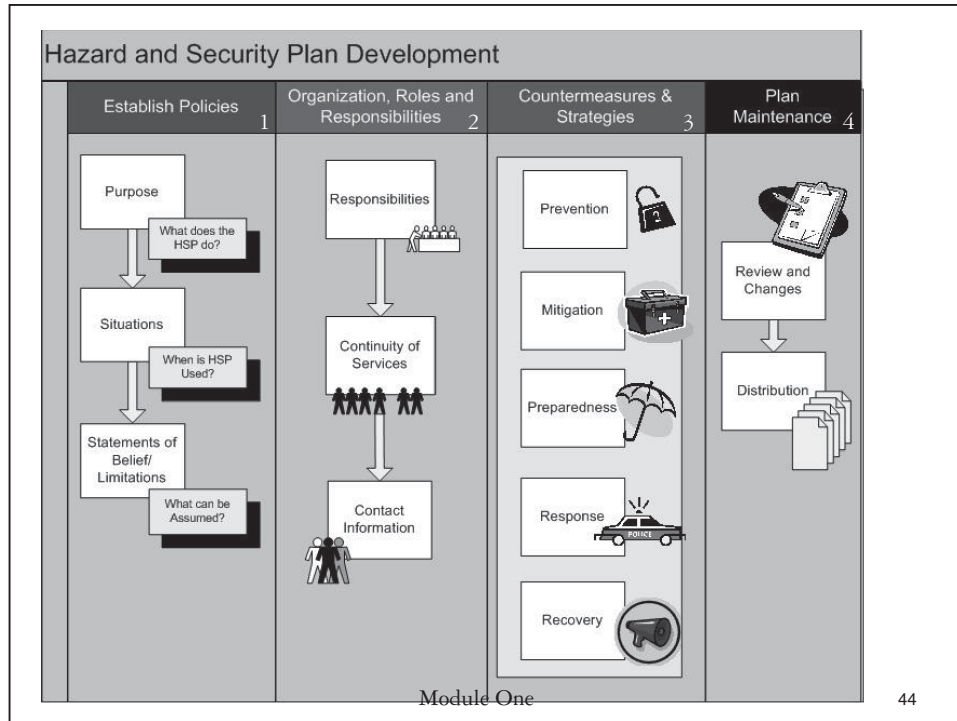 Hazard and Security Plan Development
Establish Policies
1
Purpose
What does the
HSP do?
Situations
When is HSP
Used?
Statements of
Belief/
Limitations
What can be
Assumed?
Organization, Roles and
Responsibilities 2
Responsibilities
Continuity of
Services
Contact
Information
Countermeasures &
Strategies 3
Prevention
Mitigation
Preparedness
Response
POLICE
Recovery
Plan
Maintenance 4
Review and
Changes
Distribution
Module One
44